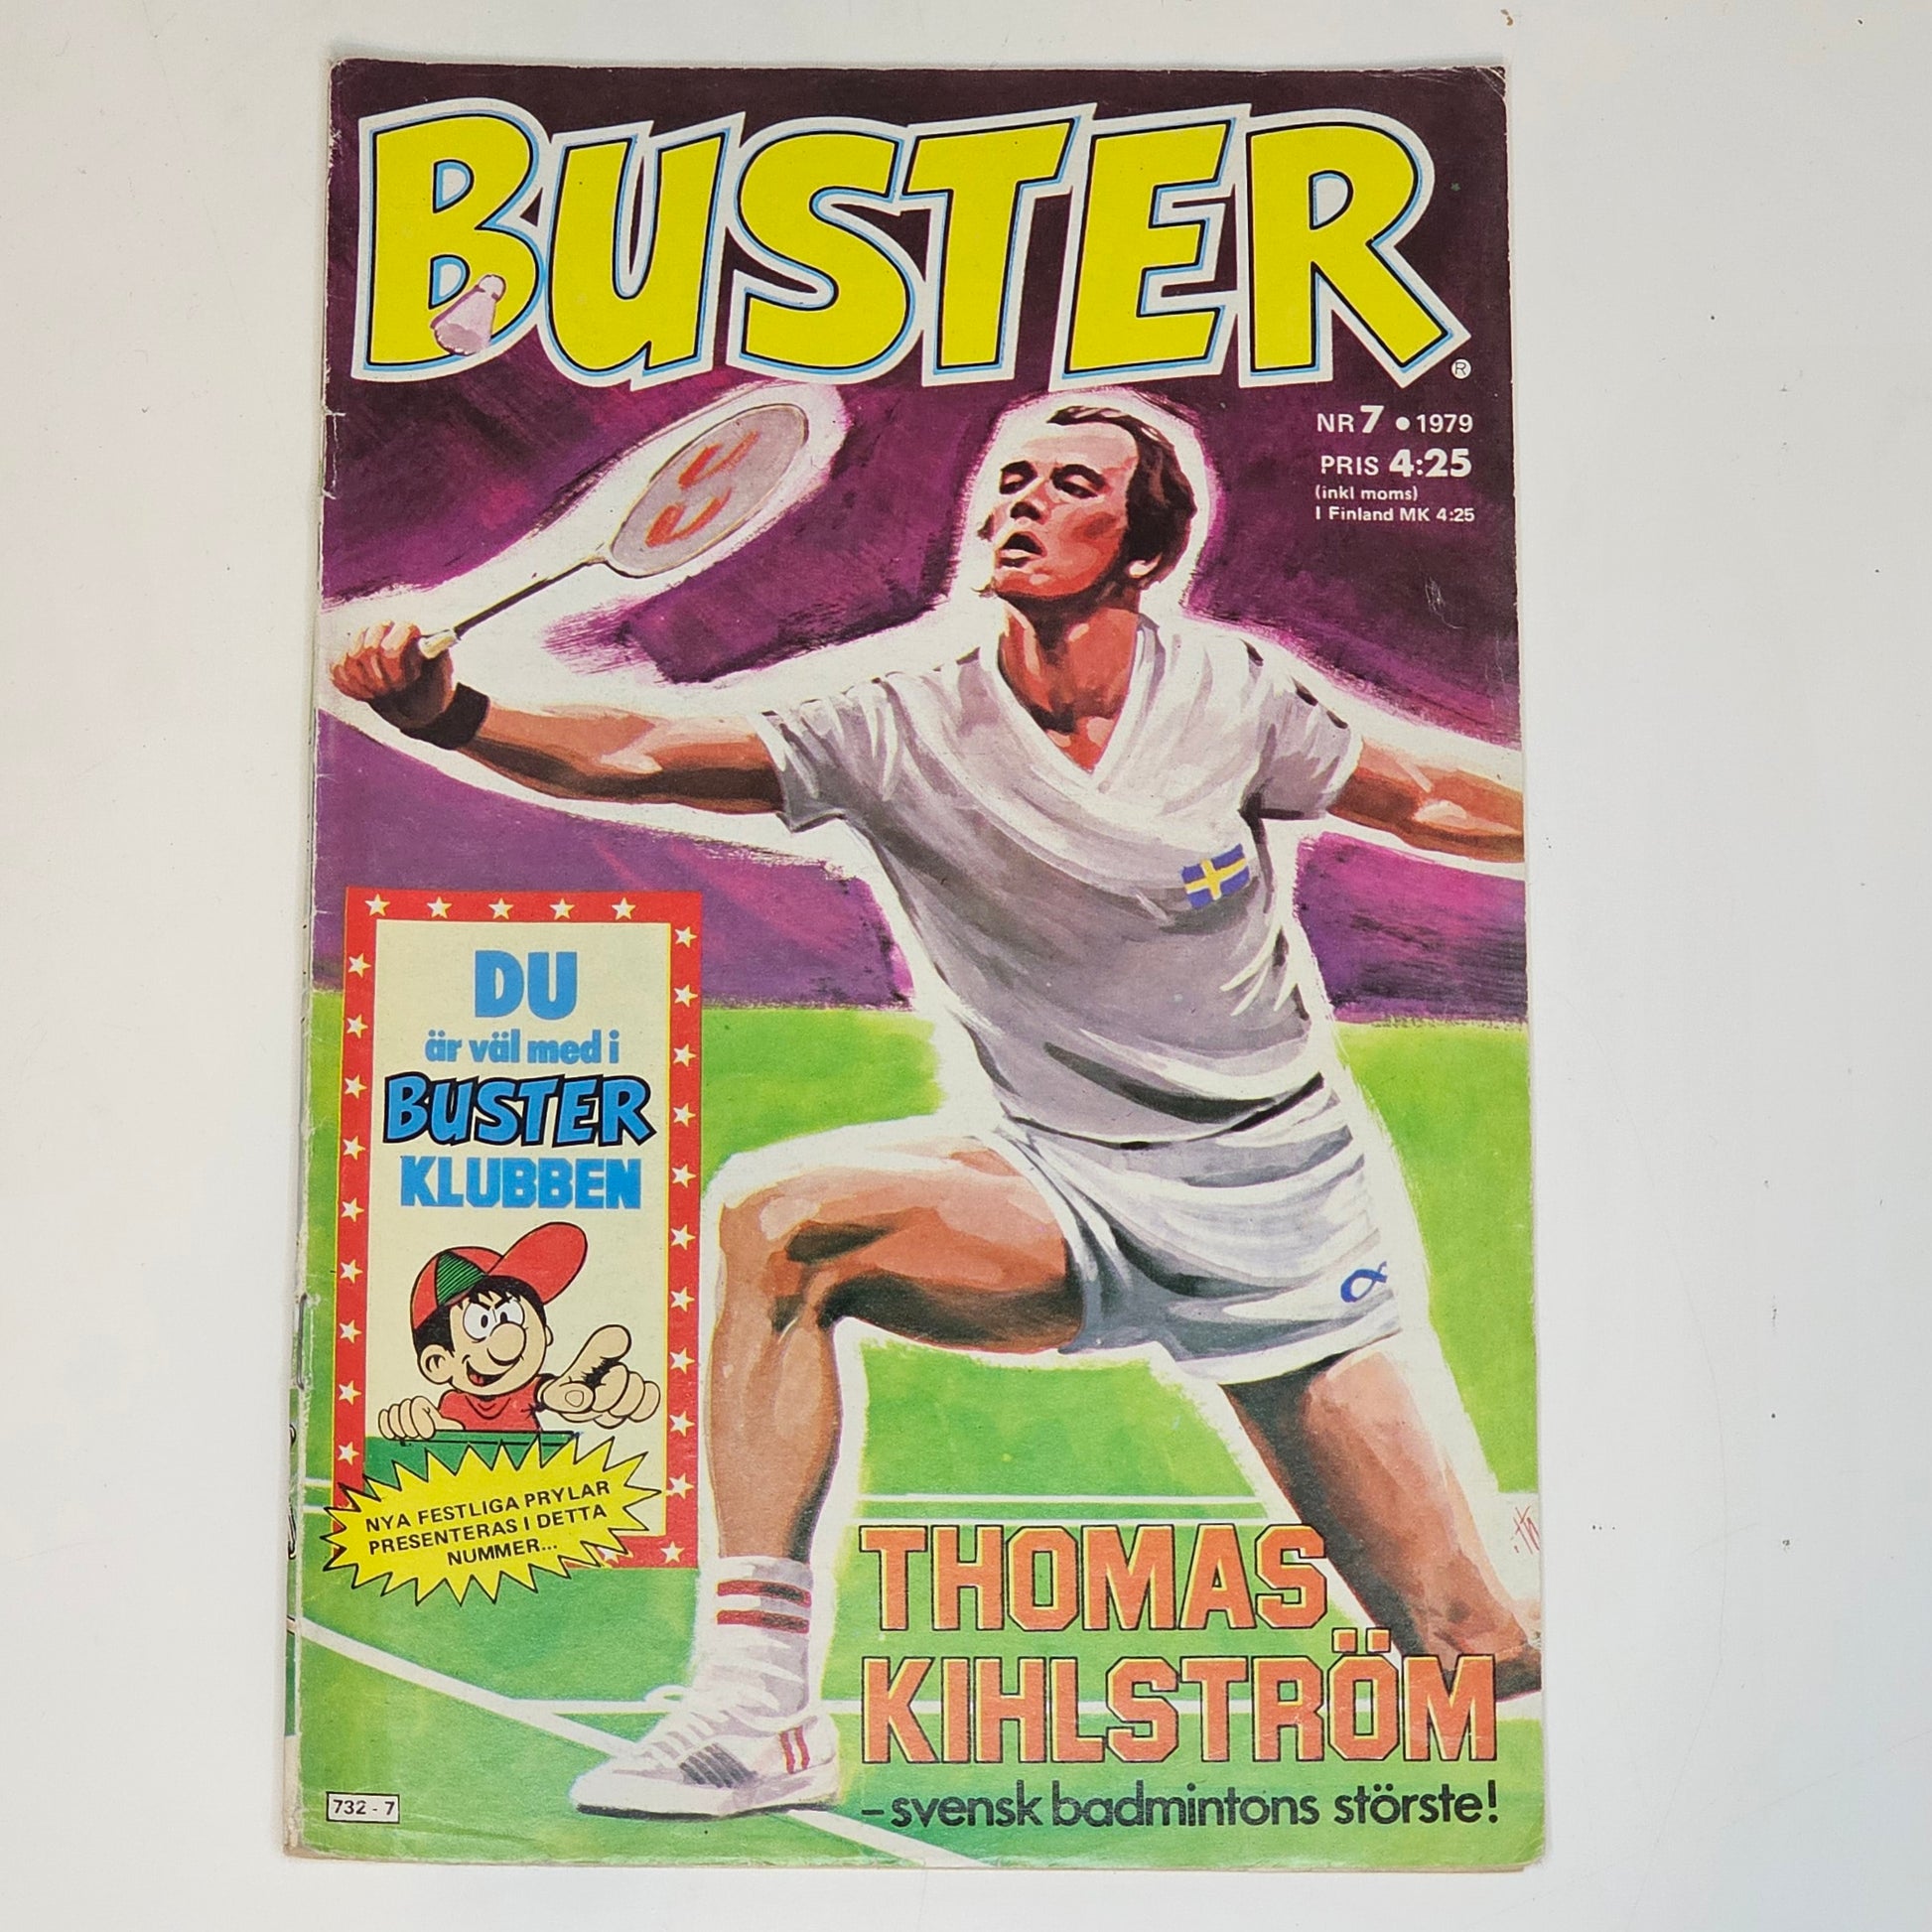 BUSTER
®
NR 7 • 1979
PRIS 4:25
(inkl moms)
I Finland MK 4:25
DU
är väl med i
BUSTER
KLUBBEN
NYA FESTLIGA PRYLAR
PRESENTERAS I DETTA
NUMMER...
THOMAS
KIHLSTRÖM
–svensk badmintons störste!
732 - 7